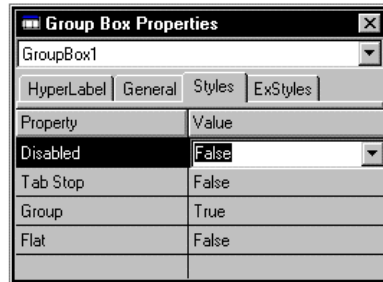 Group Box Properties
GroupBox1
HyperLabel General Styles ExStyles
Property Value
Disabled False
Tab Stop False
Group True
Flat False